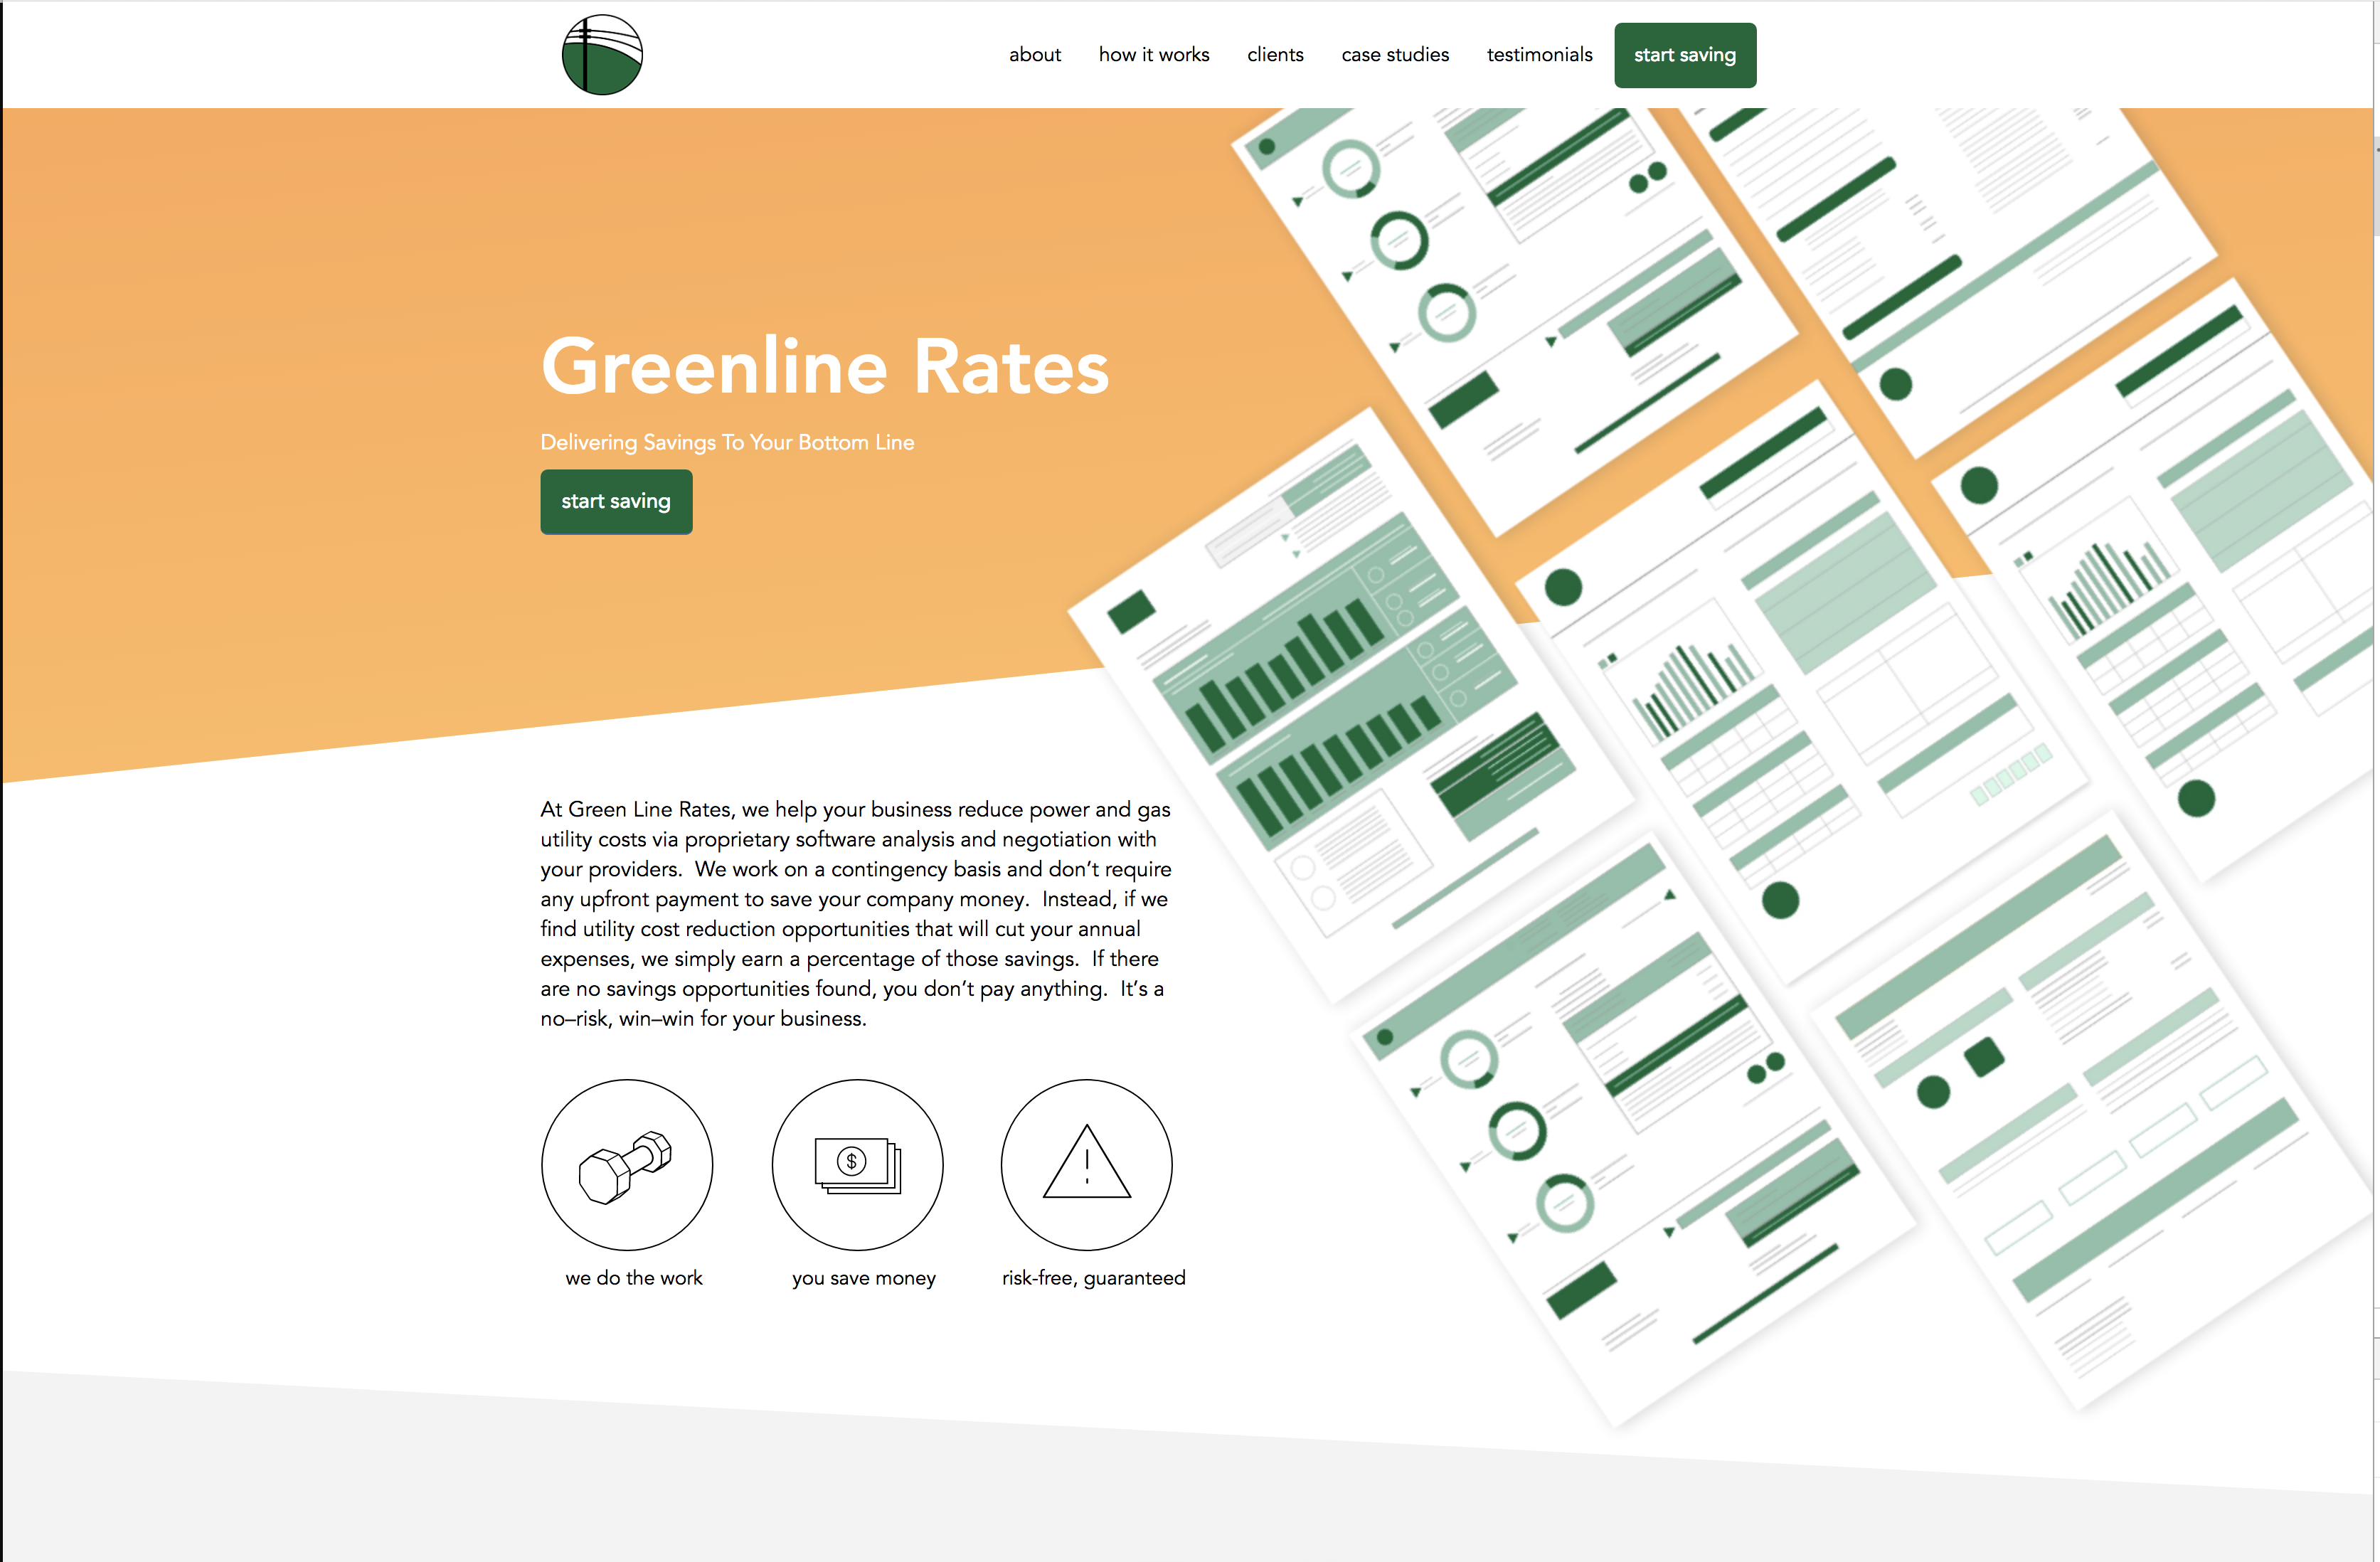 about how it works clients case studies testimonials start saving
Greenline Rates
Delivering Savings To Your Bottom Line
start saving
At Green Line Rates, we help your business reduce power and gas
utility costs via proprietary software analysis and negotiation with
your providers.  We work on a contingency basis and don’t require
any upfront payment to save your company money.  Instead, if we
find utility cost reduction opportunities that will cut your annual
expenses, we simply earn a percentage of those savings.  If there
are no savings opportunities found, you don’t pay anything.  It’s a
no–risk, win–win for your business.
$
we do the work you save money risk-free, guaranteed